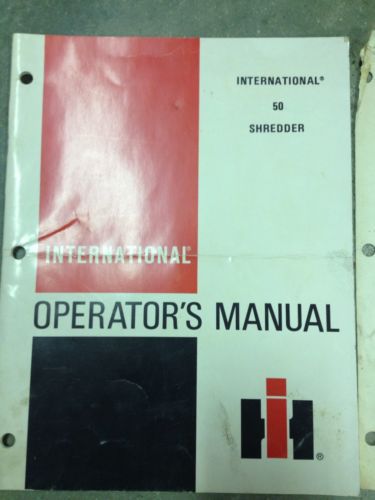 INTERNATIONAL®
50
SHREDDER
INTERNATIONAL®
OPERATOR'S MANUAL
IH®